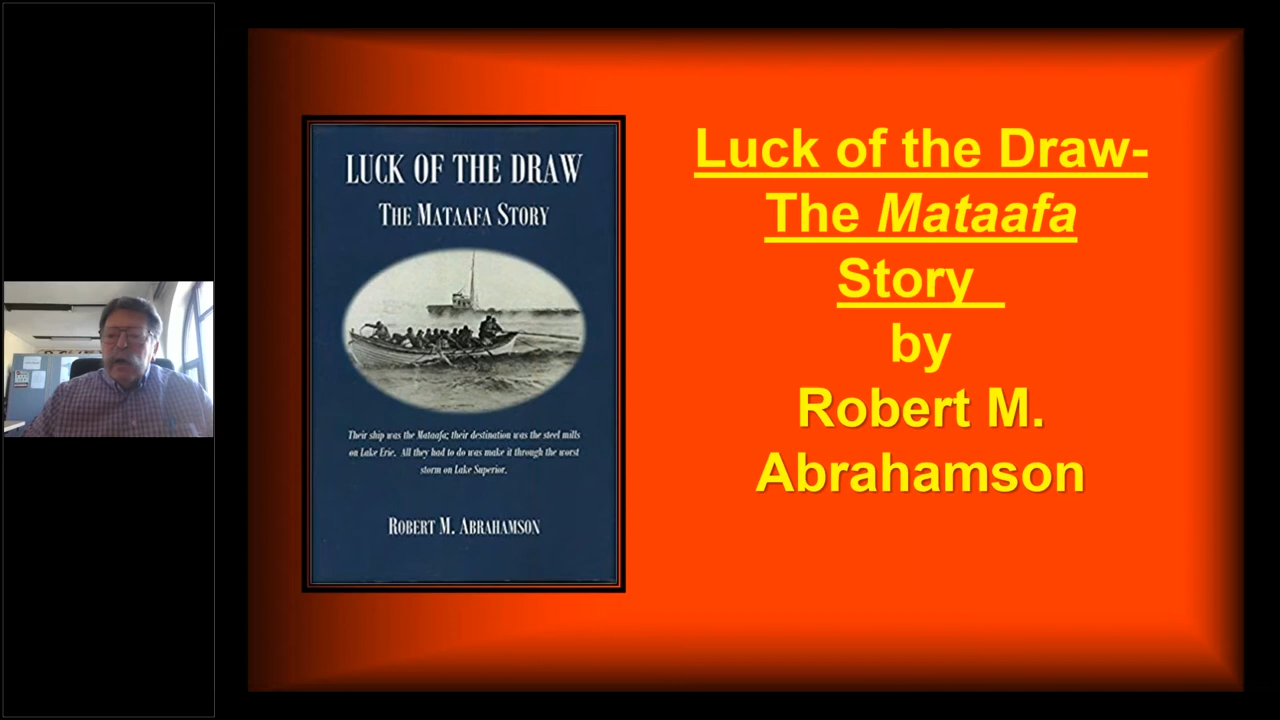 LUCK OF THE DRAW
THE MATAAFA STORY
Their ship was the Mataafa; their destination was the steel mills
on Lake Erie. All they had to do was make it through the worst
storm on Lake Superior.
ROBERT M. ABRAHAMSON
Luck of the Draw-
The Mataafa
Story
by
Robert M.
Abrahamson